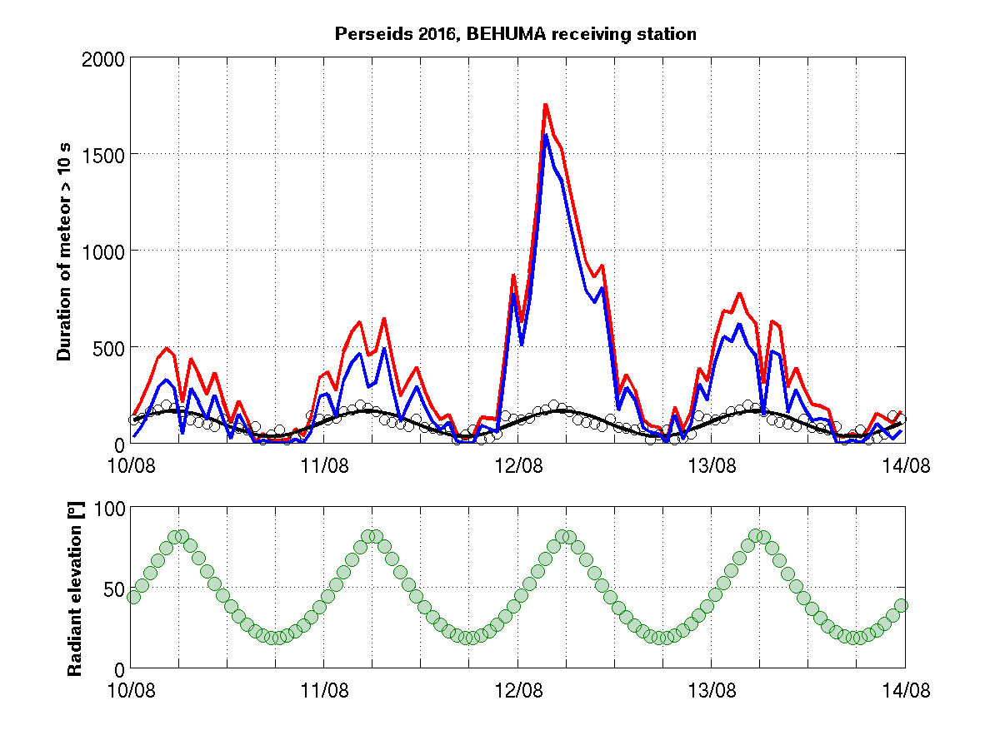 Perseids 2016, BEHUMA receiving station
Duration of meteor > 10 s
2000
1500
1000
500
0
10/08 11/08 12/08 13/08 14/08
Radiant elevation [°]
100
50
0
10/08 11/08 12/08 13/08 14/08